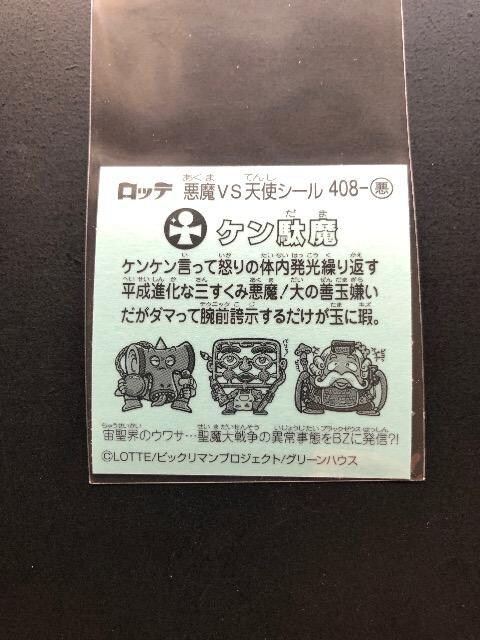 ロッテ 悪魔VS天使シール 408-悪
ケン駄魔
ケンケン言って怒りの体内発光繰り返す
平成進化な三すくみ悪魔!大の善玉嫌い
だがダマって腕前誇示するだけが玉に瑕。
宙聖界のウワサ…聖魔大戦争の異常事態をBZに発信?!
©LOTTE/ビックリマンプロジェクト/グリーンハウス